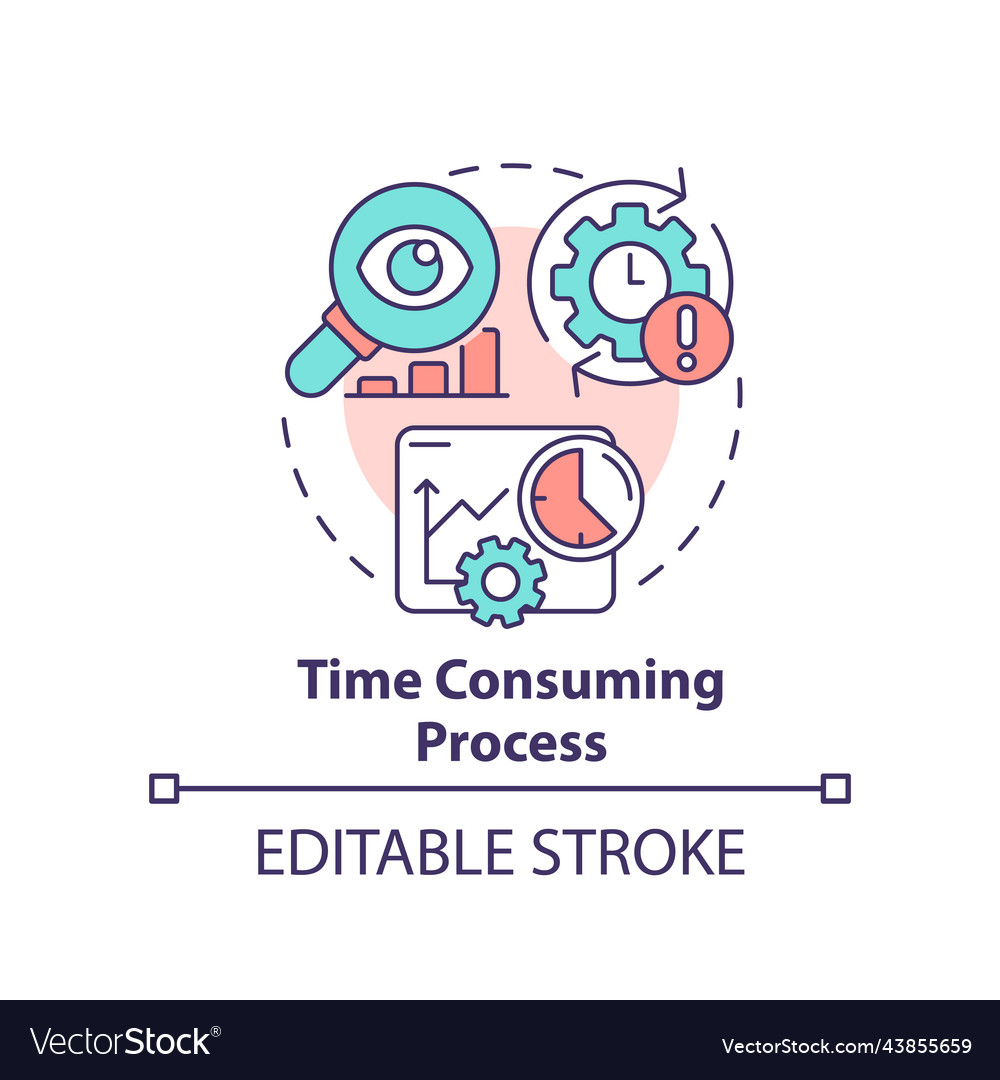 Time Consuming
Process
EDITABLE STROKE
VectorStock®
VectorStock.com/43855659